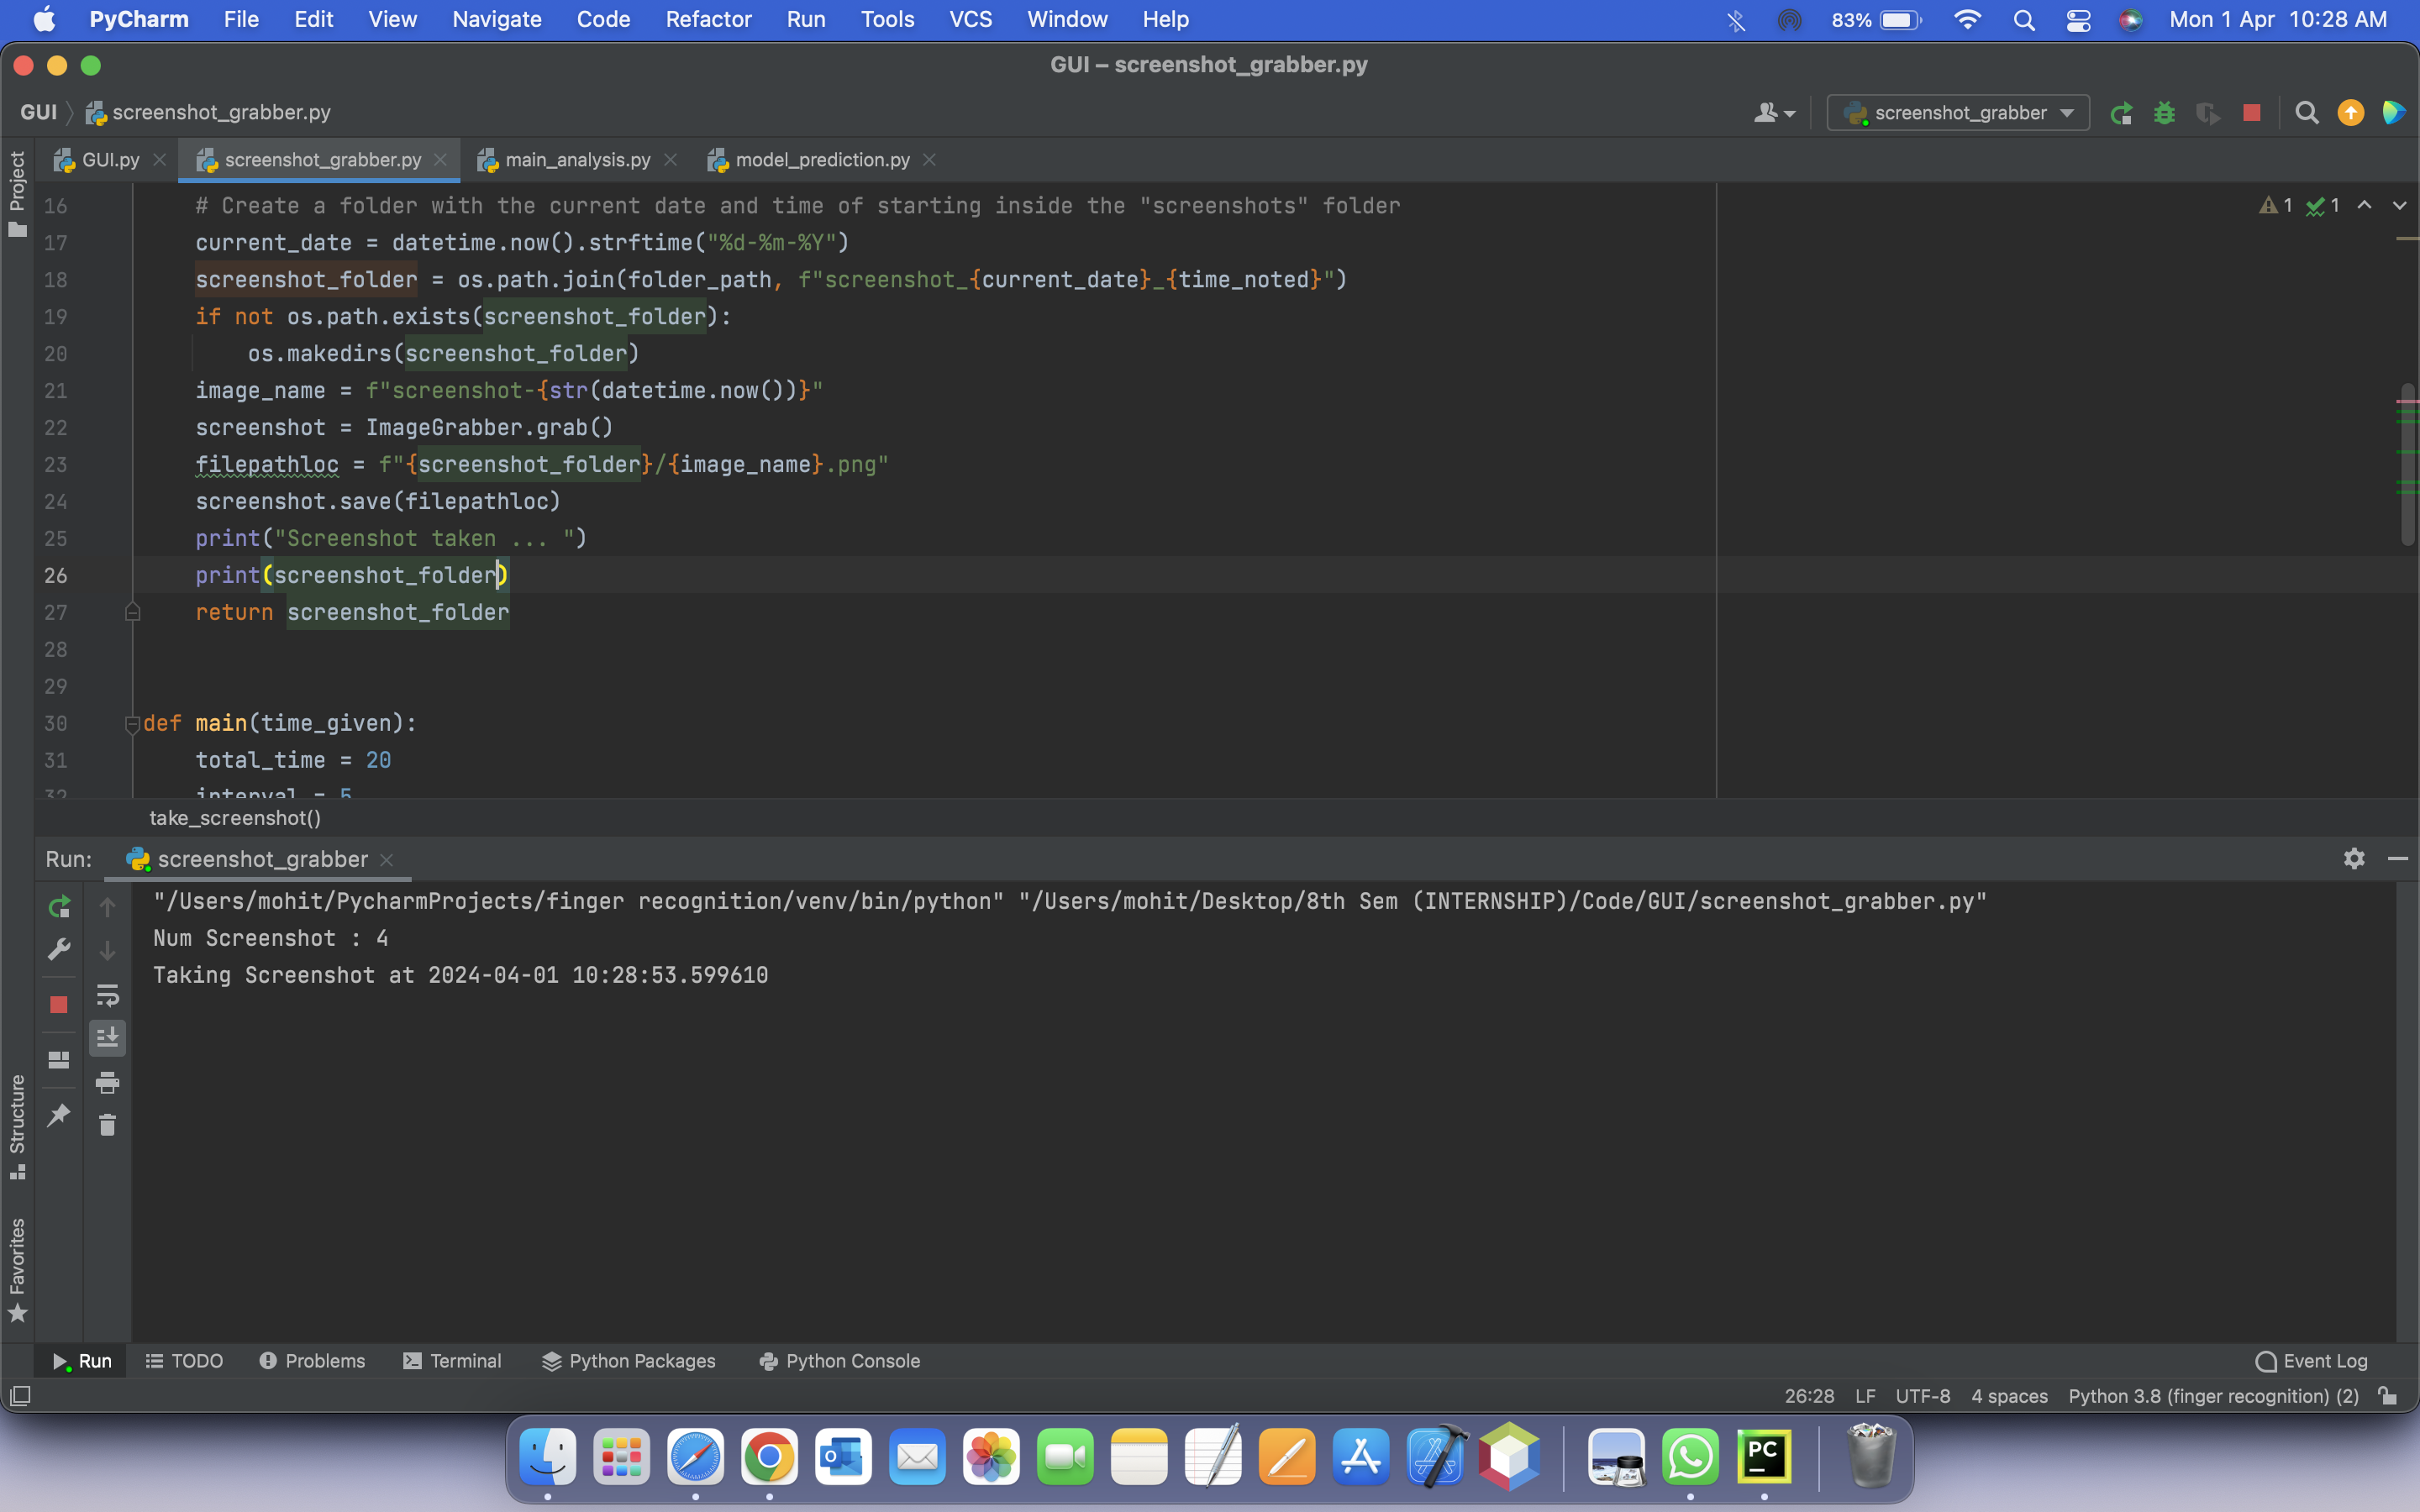 PyCharm File Edit View Navigate Code Refactor Run Tools VCS Window Help 83% Mon 1 Apr 10:28 AM
GUI – screenshot_grabber.py
GUI screenshot_grabber.py screenshot_grabber
GUI.py screenshot_grabber.py main_analysis.py model_prediction.py
Project
1 1
16 # Create a folder with the current date and time of starting inside the "screenshots" folder
17 current_date = datetime.now().strftime("%d-%m-%Y")
18 screenshot_folder = os.path.join(folder_path, f"screenshot_{current_date}_{time_noted}")
19 if not os.path.exists(screenshot_folder):
20 os.makedirs(screenshot_folder)
21 image_name = f"screenshot-{str(datetime.now())}"
22 screenshot = ImageGrabber.grab()
23 filepathloc = f"{screenshot_folder}/{image_name}.png"
24 screenshot.save(filepathloc)
25 print("Screenshot taken ... ")
26 print(screenshot_folder)
27 return screenshot_folder
28
29
30 def main(time_given):
31 total_time = 20
32 interval = 5
take_screenshot()
Run: screenshot_grabber
"/Users/mohit/PycharmProjects/finger recognition/venv/bin/python" "/Users/mohit/Desktop/8th Sem (INTERNSHIP)/Code/GUI/screenshot_grabber.py"
Num Screenshot : 4
Taking Screenshot at 2024-04-01 10:28:53.599610
Structure
Favorites
Run TODO Problems Terminal Python Packages Python Console Event Log
26:28 LF UTF-8 4 spaces Python 3.8 (finger recognition) (2)
PC